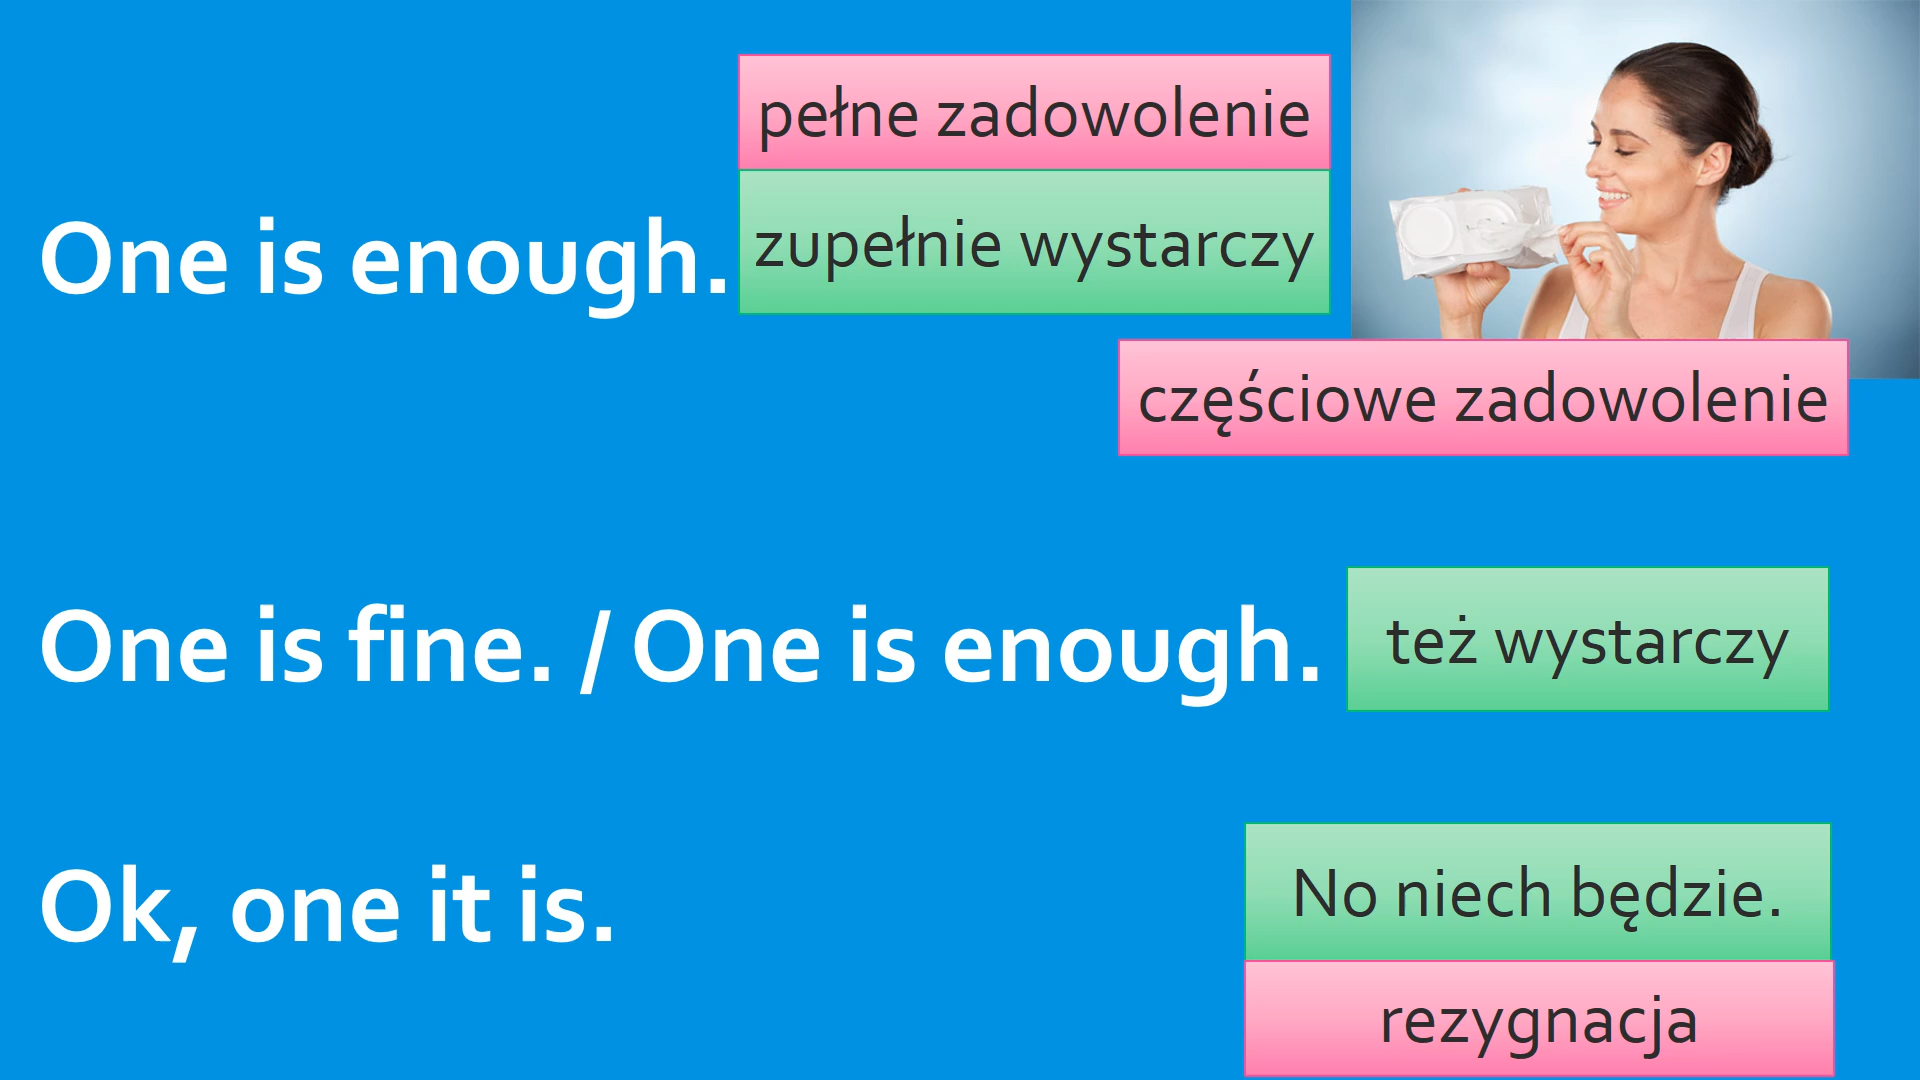 pełne zadowolenie
One is enough.
zupełnie wystarczy
częściowe zadowolenie
One is fine. / One is enough.
też wystarczy
Ok, one it is.
No niech będzie.
rezygnacja